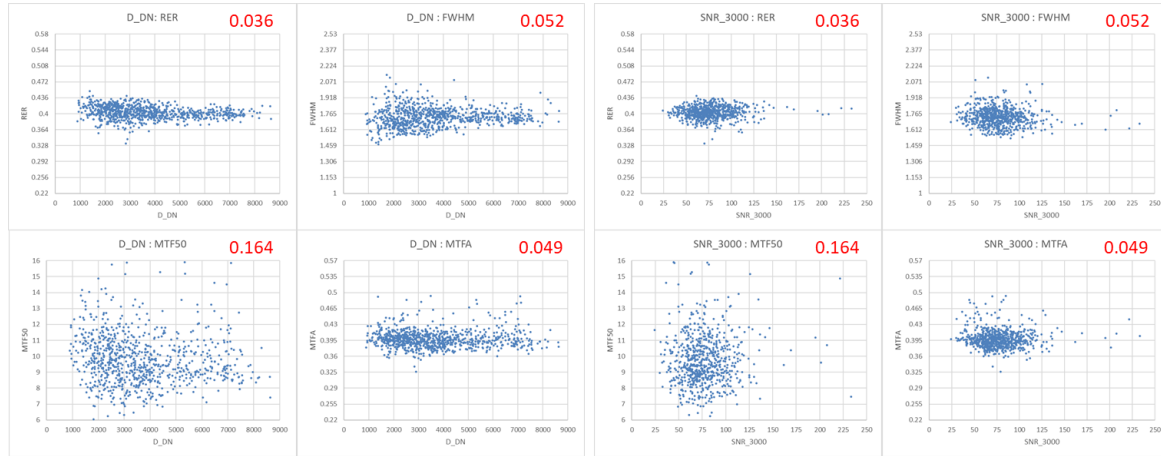 D_DN: RER 0.036
0.58
0.544
0.508
0.472
0.436
0.4
0.364
0.328
0.292
0.256
0.22
RER
0 1000 2000 3000 4000 5000 6000 7000 8000 9000
D_DN
D_DN : FWHM 0.052
2.53
2.377
2.224
2.071
1.918
1.765
1.612
1.459
1.306
1.153
1
FWHM
0 1000 2000 3000 4000 5000 6000 7000 8000 9000
D_DN
SNR_3000 : RER 0.036
0.58
0.544
0.508
0.472
0.436
0.4
0.364
0.328
0.292
0.256
0.22
RER
0 25 50 75 100 125 150 175 200 225 250
SNR_3000
SNR_3000 : FWHM 0.052
2.53
2.377
2.224
2.071
1.918
1.765
1.612
1.459
1.306
1.153
1
FWHM
0 25 50 75 100 125 150 175 200 225 250
SNR_3000
D_DN : MTF50 0.164
16
15
14
13
12
11
10
9
8
7
6
MTF50
0 1000 2000 3000 4000 5000 6000 7000 8000 9000
D_DN
D_DN : MTFA 0.049
0.57
0.535
0.5
0.465
0.43
0.395
0.36
0.325
0.29
0.255
0.22
MTFA
0 1000 2000 3000 4000 5000 6000 7000 8000 9000
D_DN
SNR_3000 : MTF50 0.164
16
15
14
13
12
11
10
9
8
7
6
MTF50
0 25 50 75 100 125 150 175 200 225 250
SNR_3000
SNR_3000 : MTFA 0.049
0.57
0.535
0.5
0.465
0.43
0.395
0.36
0.325
0.29
0.255
0.22
MTFA
0 25 50 75 100 125 150 175 200 225 250
SNR_3000